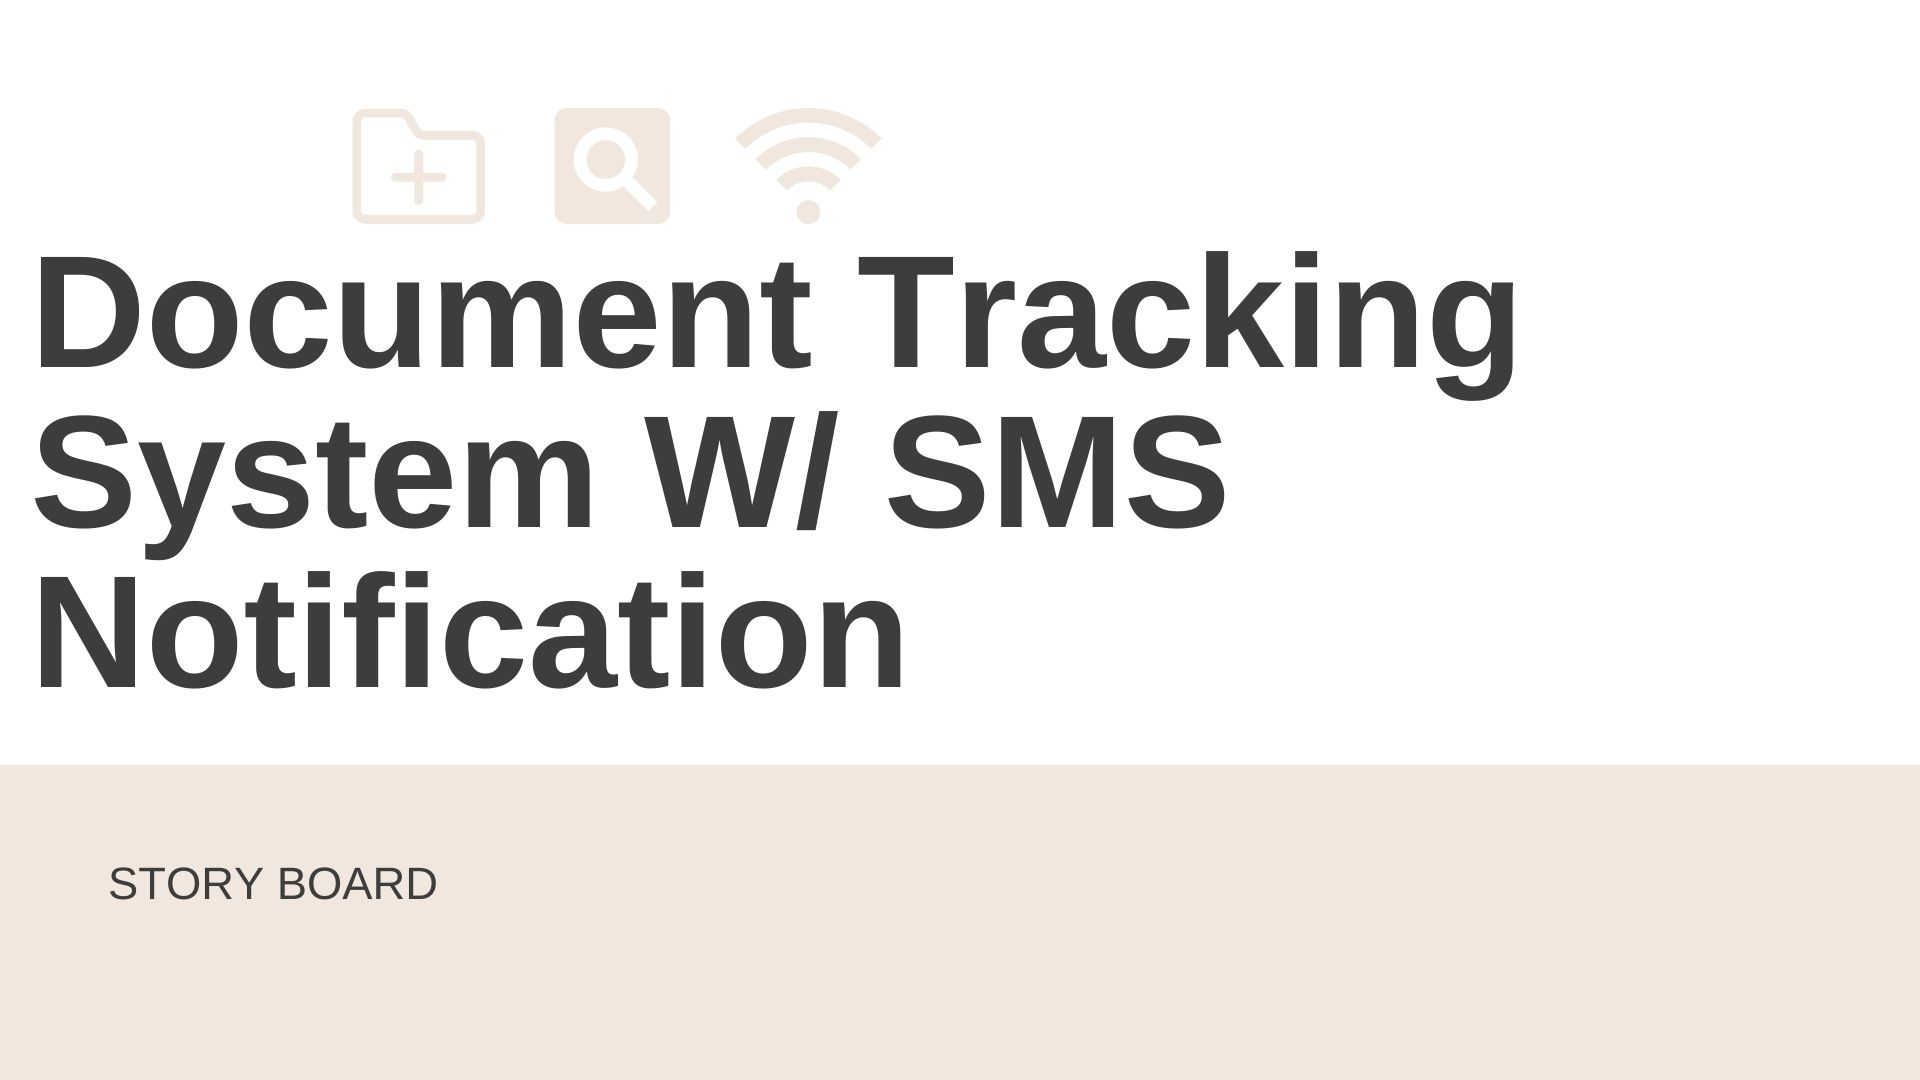 Document Tracking
System W/ SMS
Notification
STORY BOARD